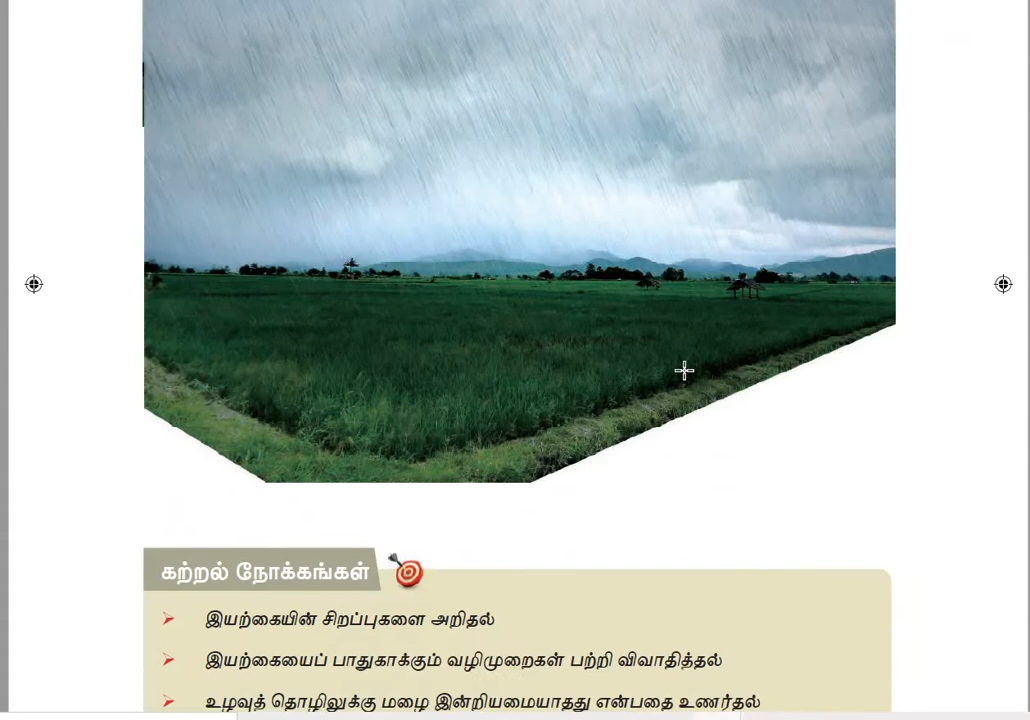 கற்றல் நோக்கங்கள்
இயற்கையின் சிறப்புகளை அறிதல்
இயற்கையைப் பாதுகாக்கும் வழிமுறைகள் பற்றி விவாதித்தல்
உழவுத் தொழிலுக்கு மழை இன்றியமையாதது என்பதை உணர்தல்